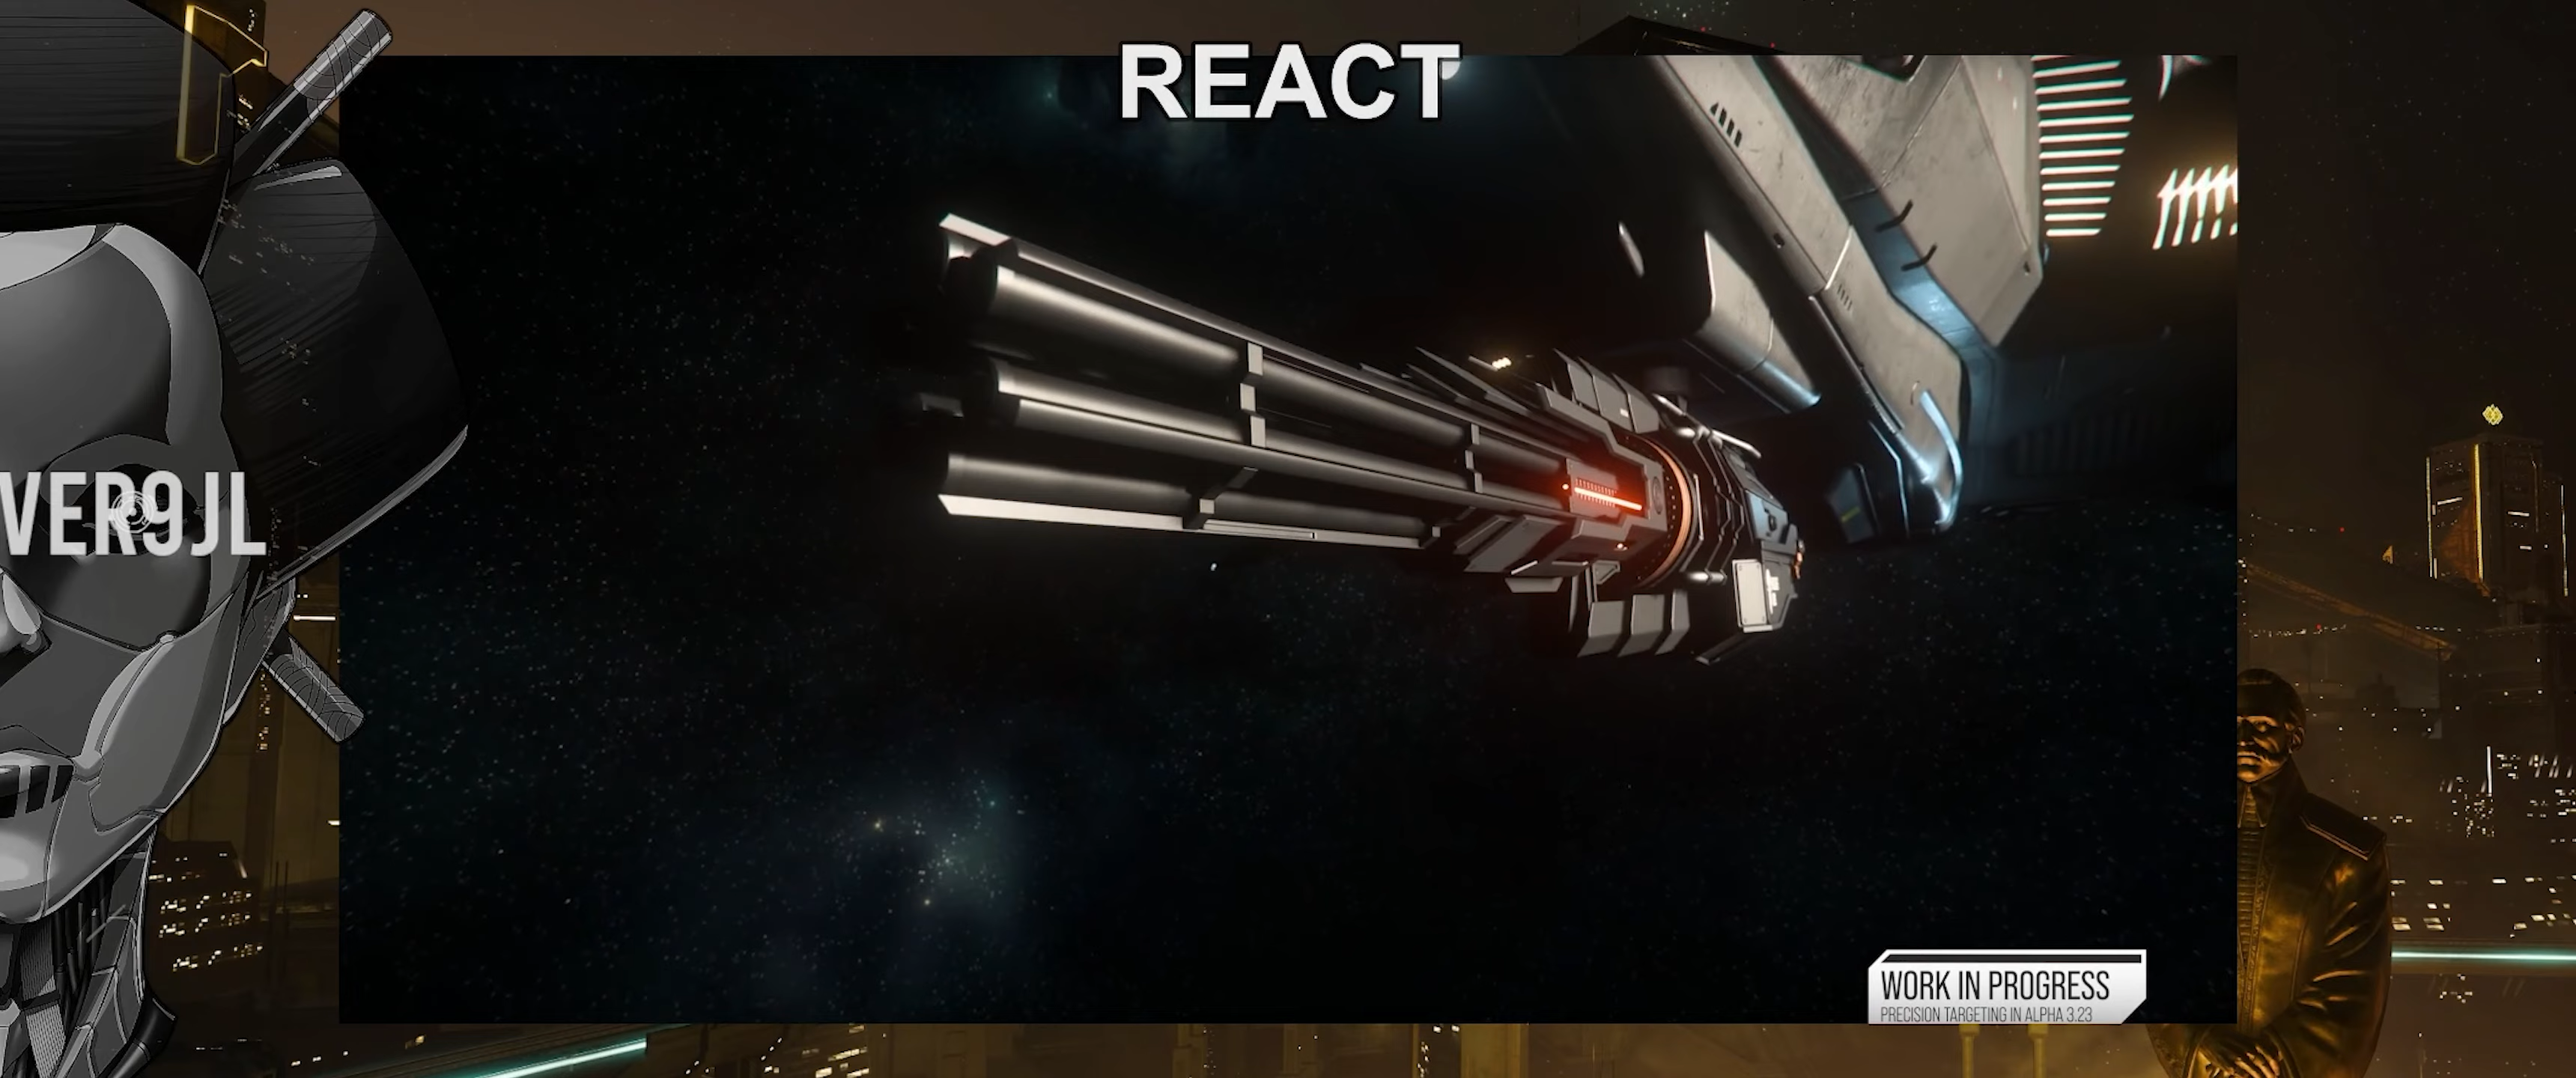 REACT
VER9JL
WORK IN PROGRESS
PRECISION TARGETING IN ALPHA 3.23